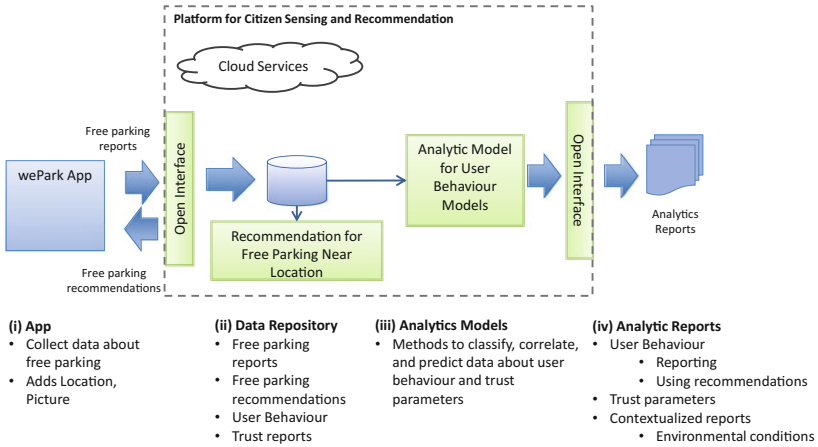 Platform for Citizen Sensing and Recommendation
Cloud Services
Free parking
reports
wePark App
Free parking
recommendations
Open Interface
Recommendation for
Free Parking Near
Location
Analytic Model
for User
Behaviour
Models
Open Interface
Analytics
Reports
(i) App
• Collect data about
free parking
• Adds Location,
Picture
(ii) Data Repository
• Free parking
reports
• Free parking
recommendations
• User Behaviour
• Trust reports
(iii) Analytics Models
• Methods to classify, correlate,
and predict data about user
behaviour and trust
parameters
(iv) Analytic Reports
• User Behaviour
• Reporting
• Using recommendations
• Trust parameters
• Contextualized reports
• Environmental conditions